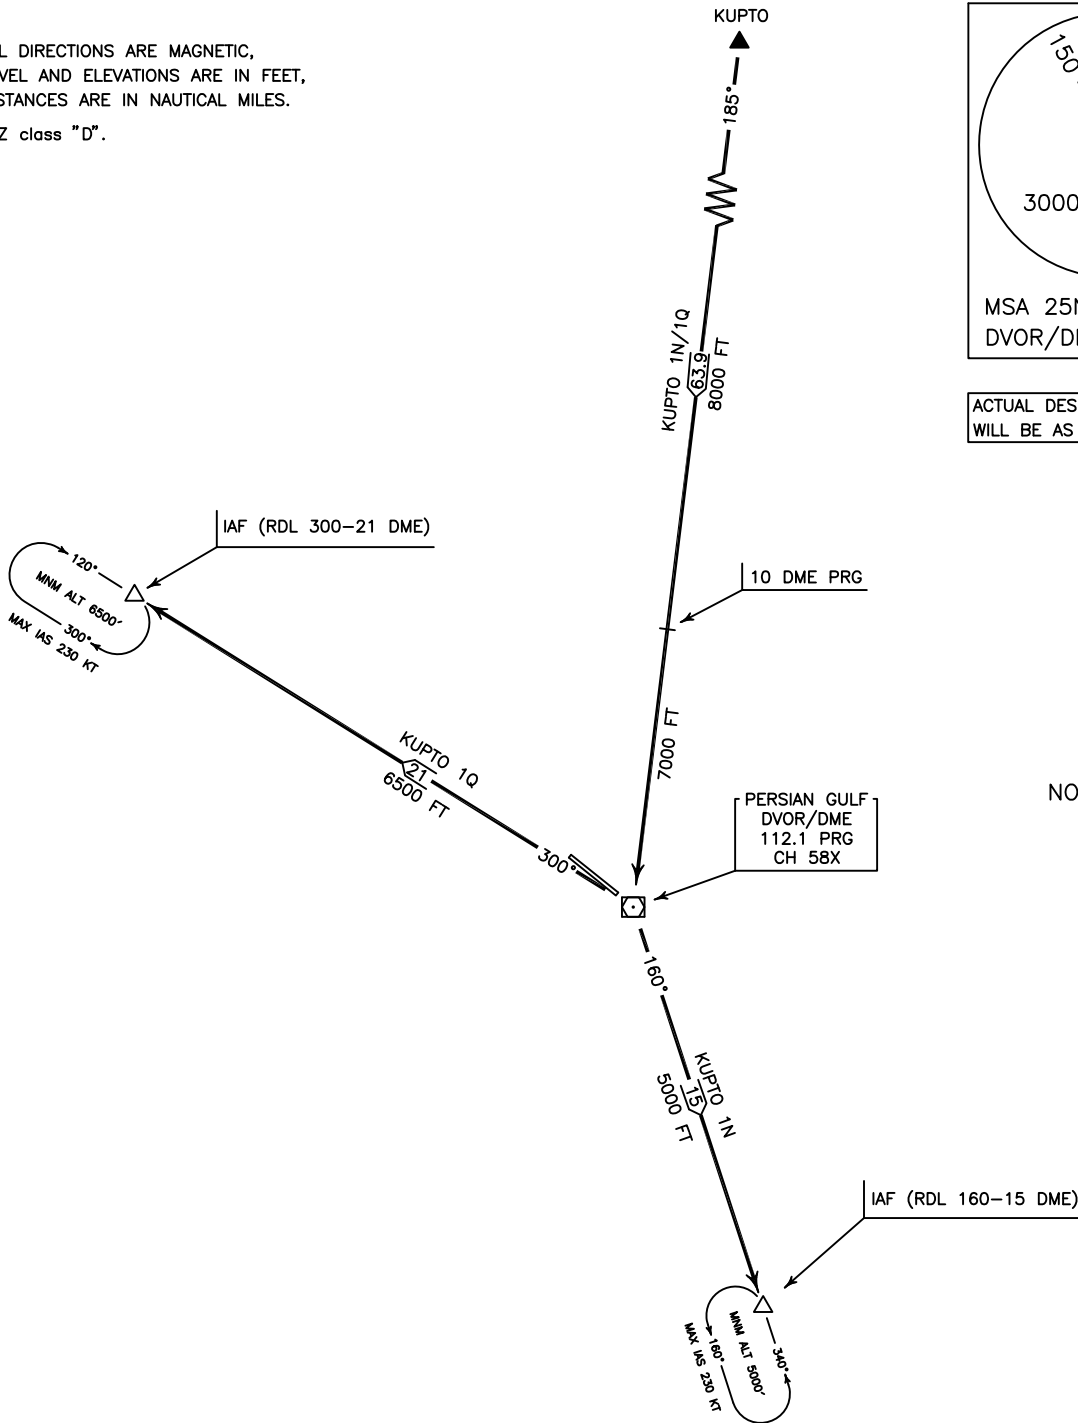 KUPTO
L DIRECTIONS ARE MAGNETIC,
VEL AND ELEVATIONS ARE IN FEET,
STANCES ARE IN NAUTICAL MILES.
Z class "D".
185°
150
3000
MSA 25N
DVOR/D
ACTUAL DES
WILL BE AS
KUPTO 1N/1Q
63.9
8000 FT
IAF (RDL 300-21 DME)
120°
MNM ALT 6500'
300°
MAX IAS 230 KT
10 DME PRG
7000 FT
KUPTO 1Q
21
6500 FT
300°
NO
PERSIAN GULF
DVOR/DME
112.1 PRG
CH 58X
160°
KUPTO 1N
15
5000 FT
IAF (RDL 160-15 DME)
MNM ALT 5000'
340°
160°
MAX IAS 230 KT